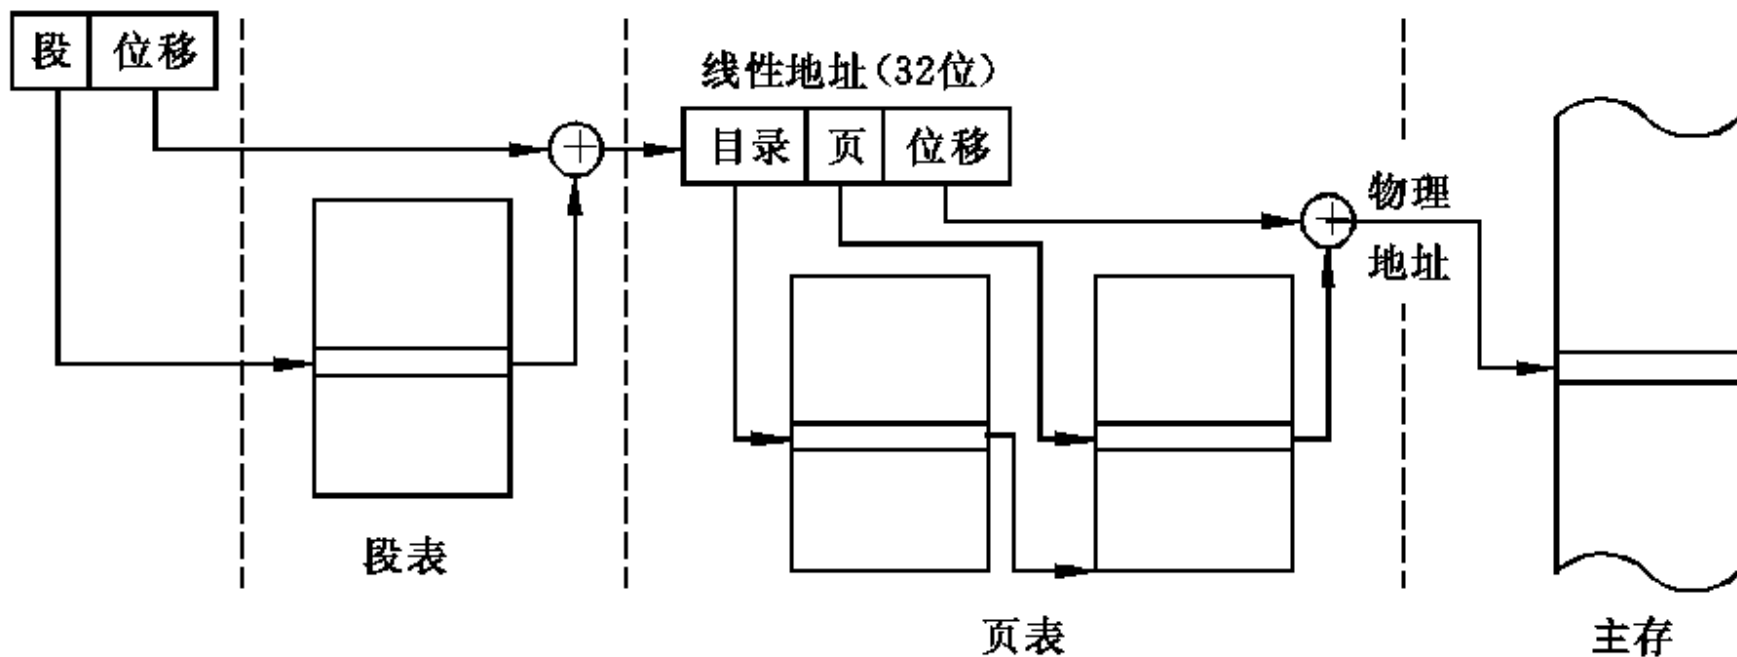 段 位移
线性地址(32位)
目录 页 位移
物理
地址
段表
页表
主存